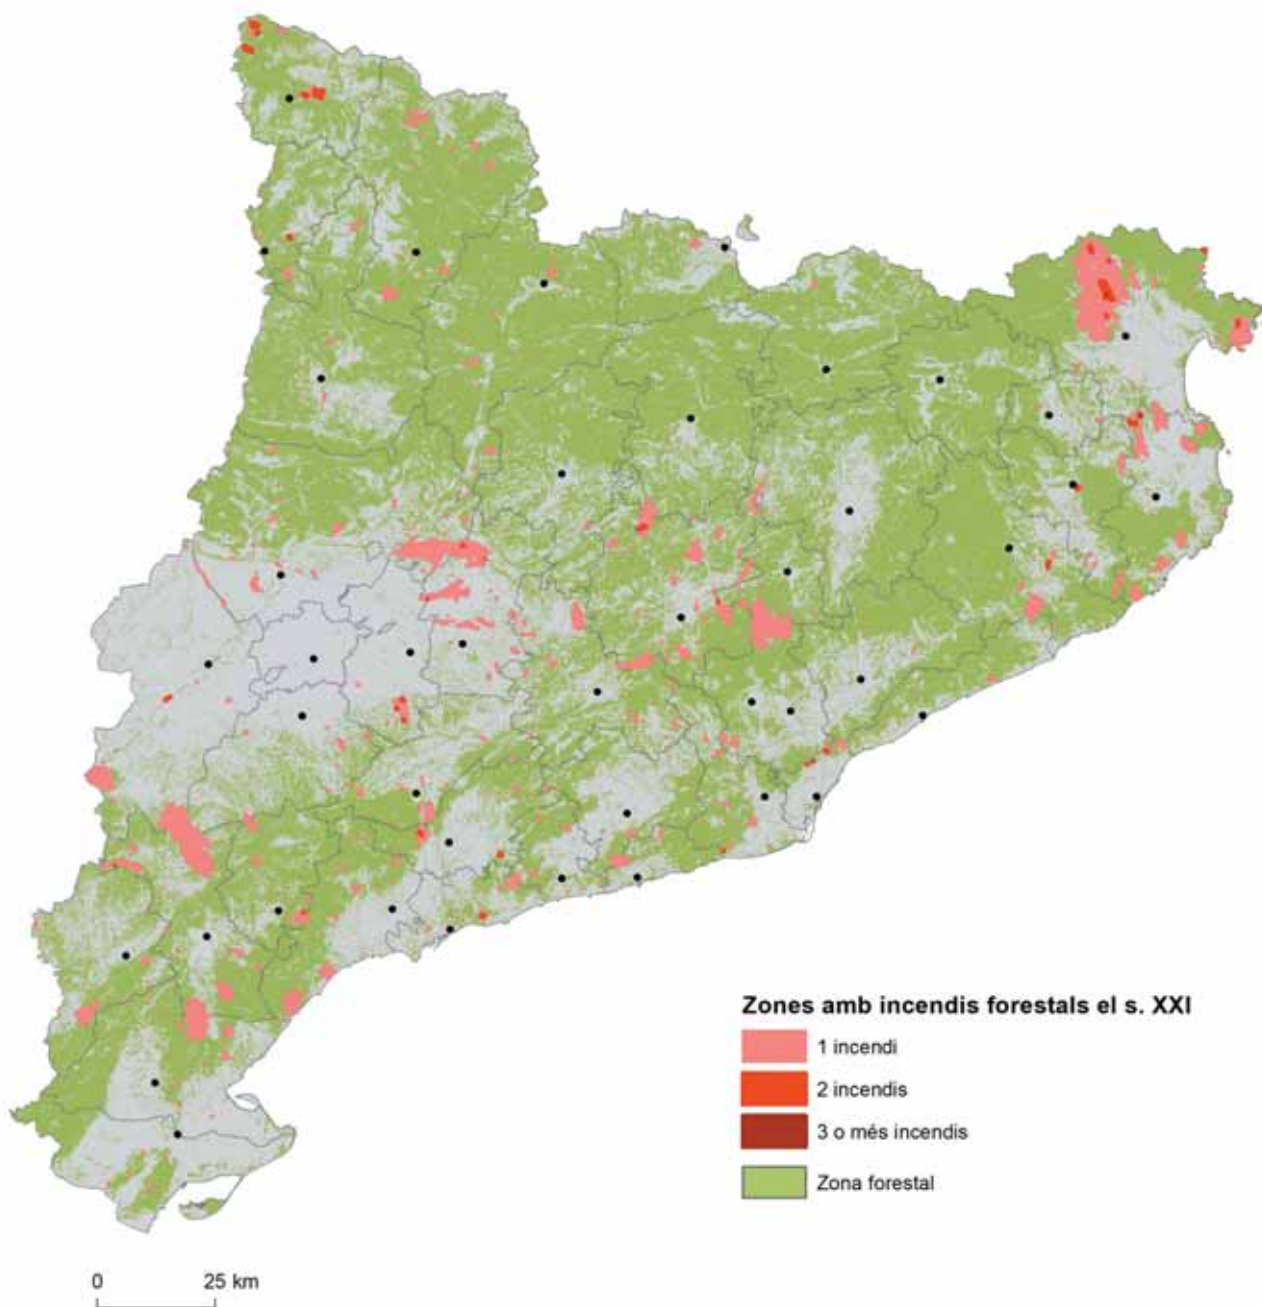 Zones amb incendis forestals el s. XXI
1 incendi
2 incendis
3 o més incendis
Zona forestal
0 25 km